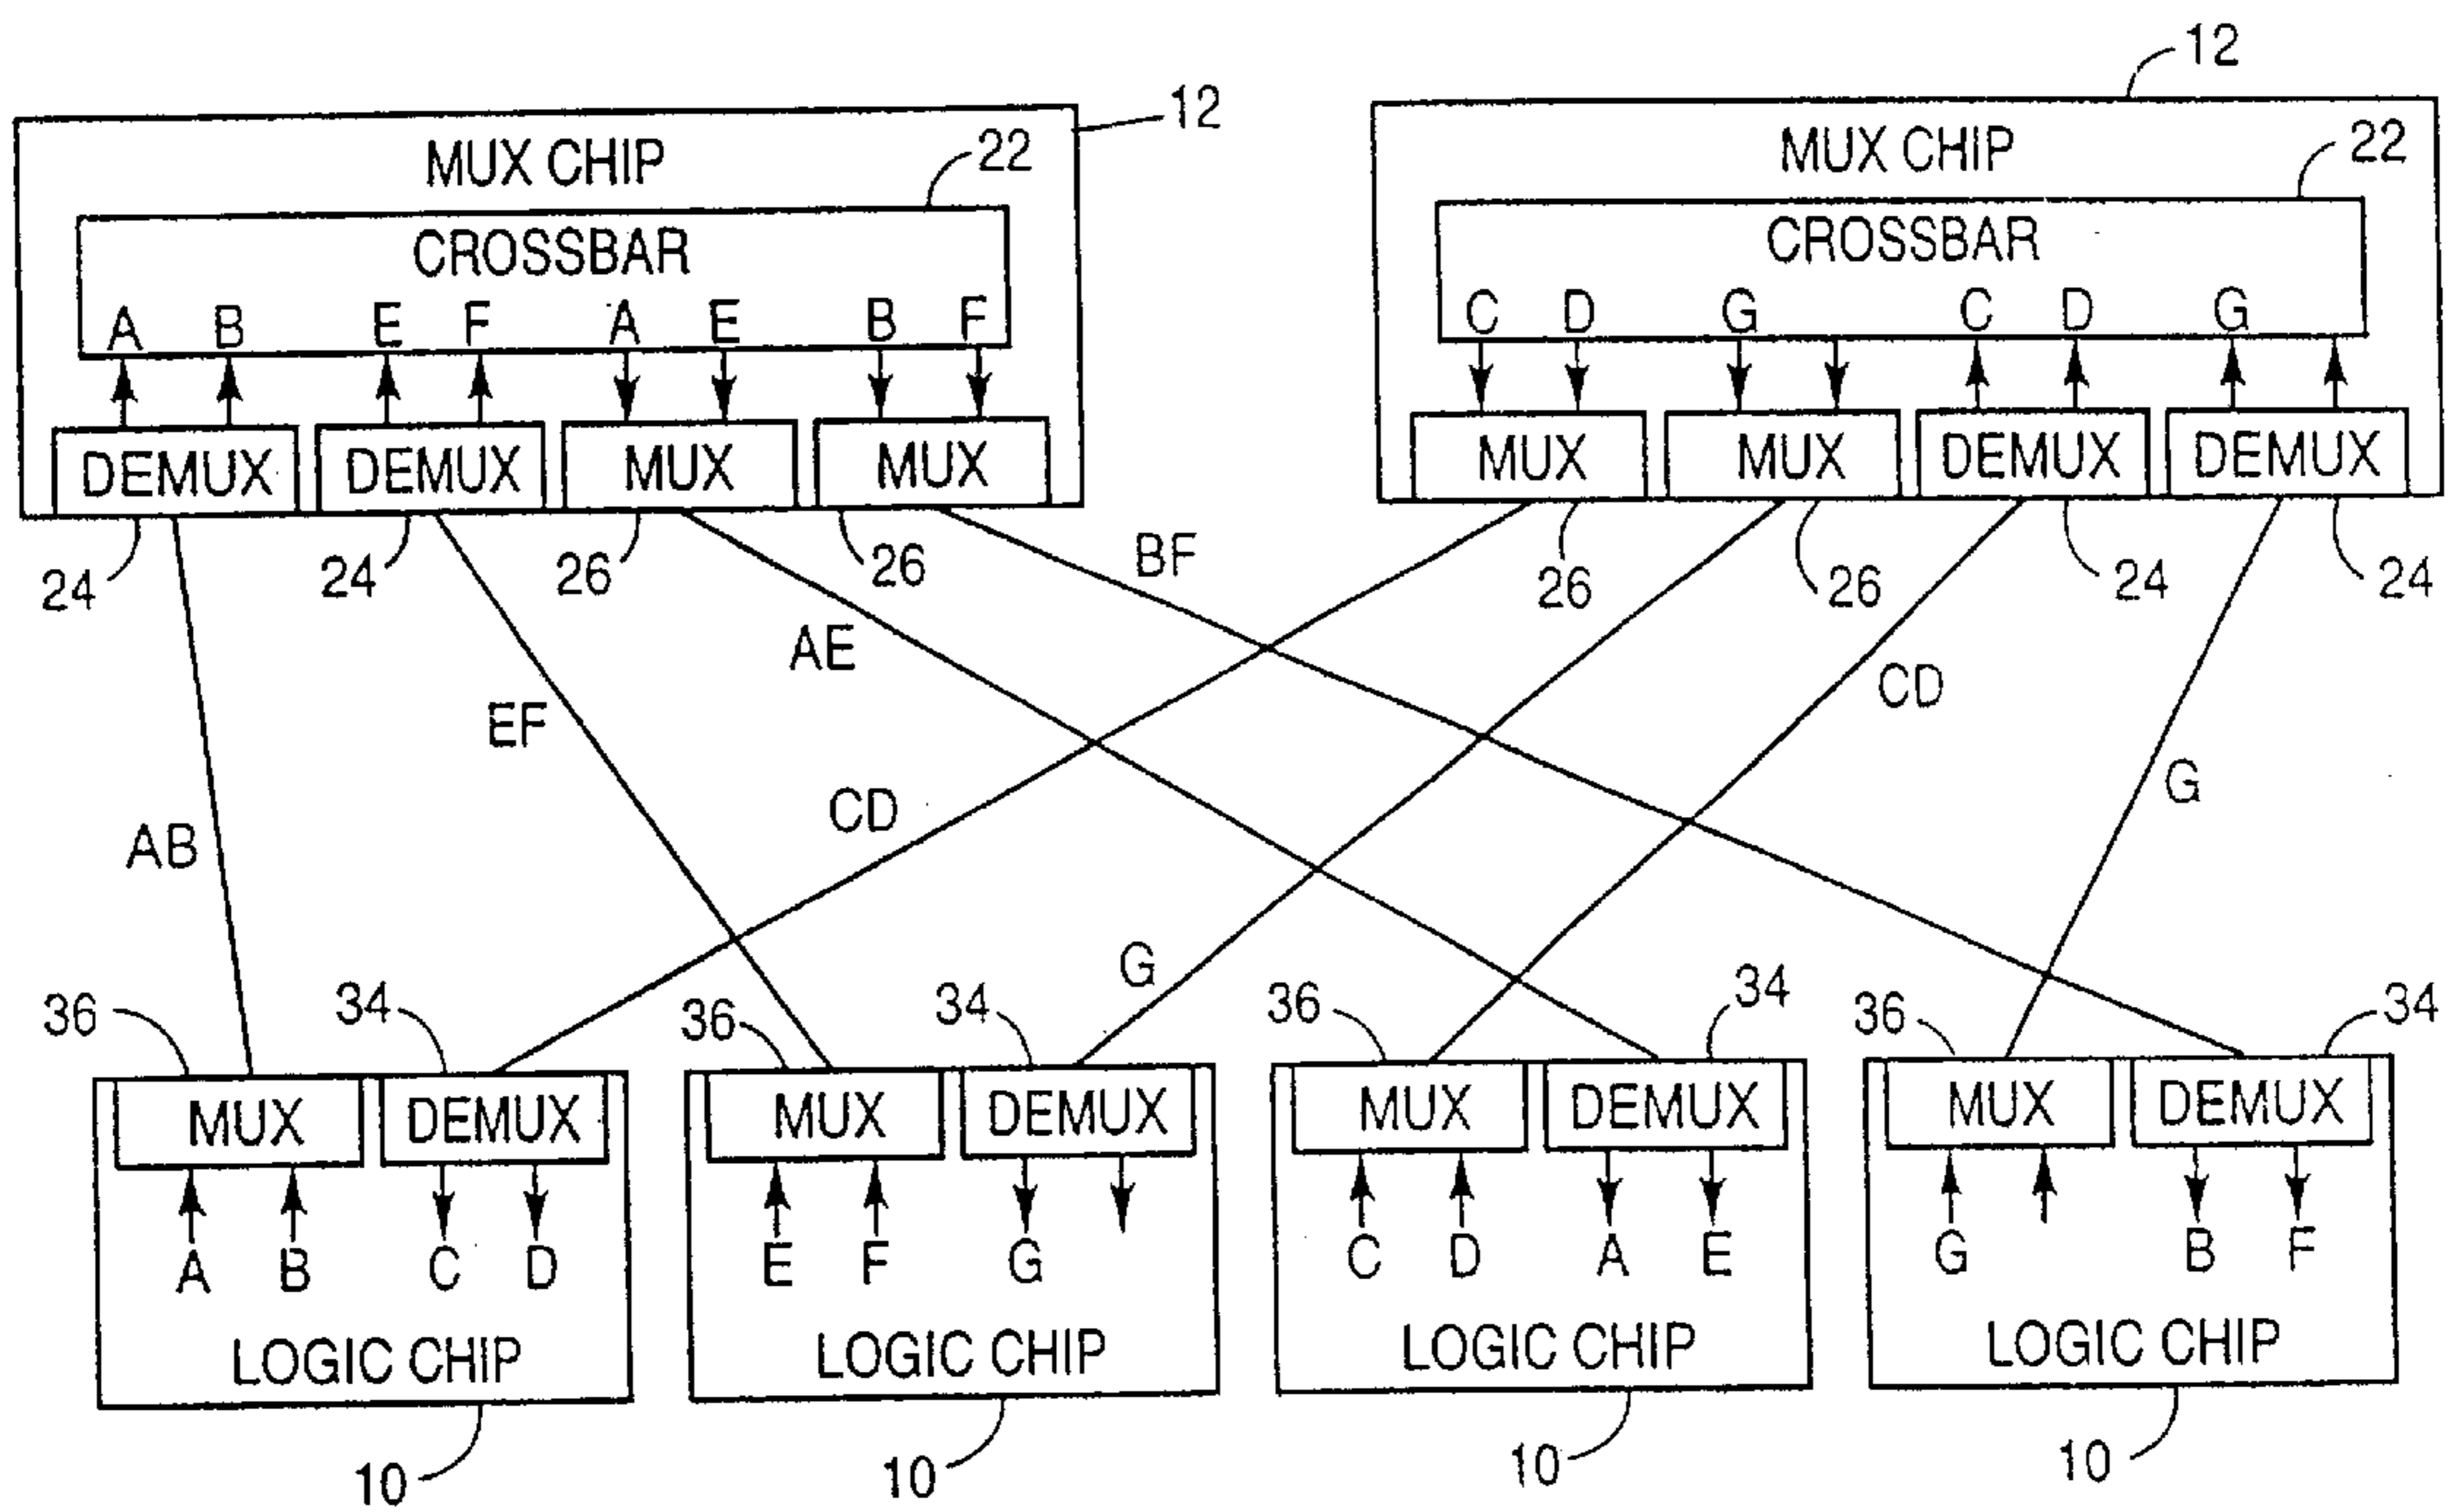 12
12
MUX CHIP
22
MUX CHIP
22
CROSSBAR
CROSSBAR
A B E F A E B F
C D G C D G
DEMUX DEMUX MUX MUX
MUX MUX DEMUX DEMUX
24 24 26 26
BF
26 26 24 24
AE
CD
EF
G
CD
AB
G
36 34 36 34 36 34 36 34
MUX DEMUX
MUX DEMUX
MUX DEMUX
MUX DEMUX
A B C D
E F G
C D A E
G B F
LOGIC CHIP
LOGIC CHIP
LOGIC CHIP
LOGIC CHIP
10
10
10
10